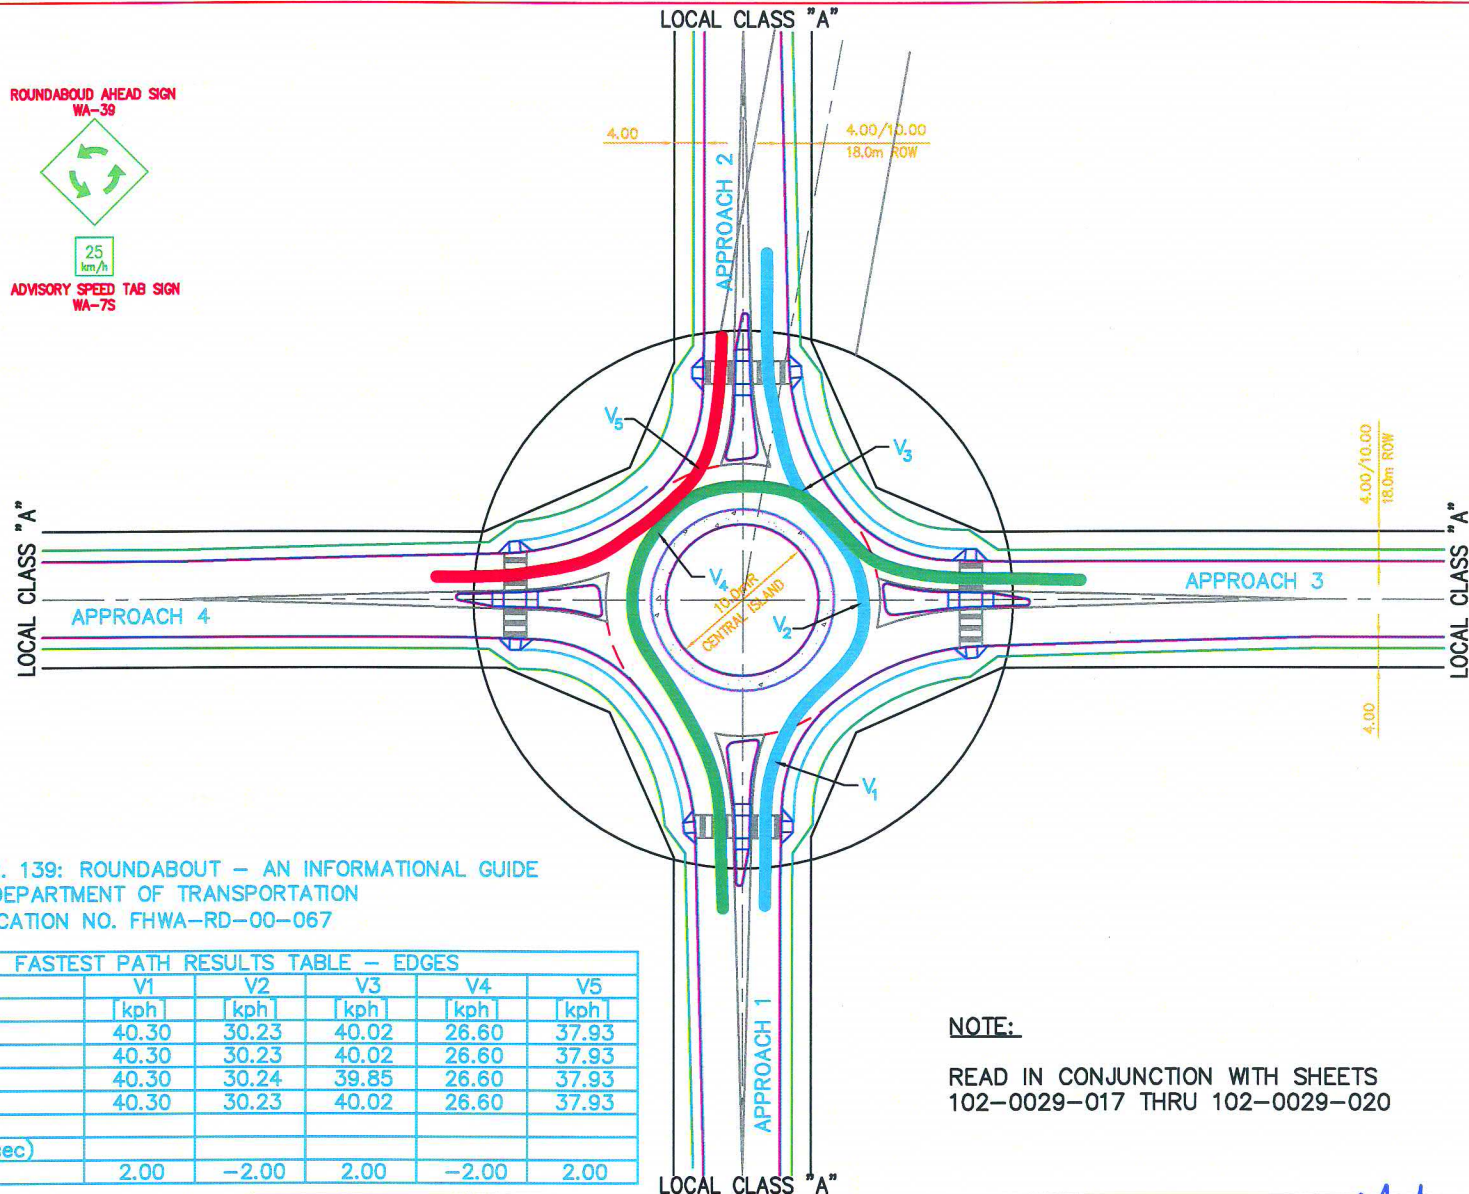 LOCAL CLASS "A"
ROUNDABOUD AHEAD SIGN
WA-39
25
km/h
ADVISORY SPEED TAB SIGN
WA-7S
4.00
4.00/10.00
18.0m ROW
APPROACH 2
V5
V3
LOCAL CLASS "A"
APPROACH 4
V4
10.0mR
CENTRAL ISLAND
V2
APPROACH 3
4.00/10.00
18.0m ROW
LOCAL CLASS "A"
4.00
V1
. 139: ROUNDABOUT – AN INFORMATIONAL GUIDE
DEPARTMENT OF TRANSPORTATION
CATION NO. FHWA-RD-00-067
FASTEST PATH RESULTS TABLE – EDGES
V1 V2 V3 V4 V5
[kph] [kph] [kph] [kph] [kph]
40.30 30.23 40.02 26.60 37.93
40.30 30.23 40.02 26.60 37.93
40.30 30.24 39.85 26.60 37.93
40.30 30.23 40.02 26.60 37.93
ec)
2.00 -2.00 2.00 -2.00 2.00
APPROACH 1
LOCAL CLASS "A"
NOTE:
READ IN CONJUNCTION WITH SHEETS
102-0029-017 THRU 102-0029-020